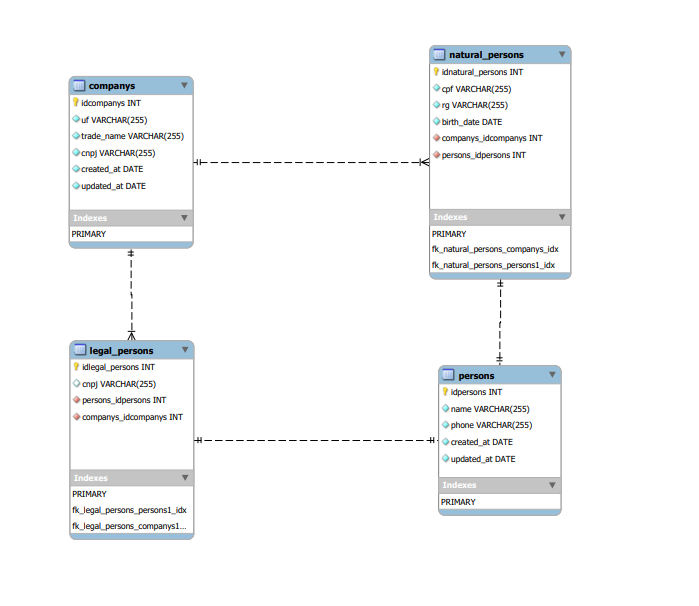 companys
idcompanys INT
uf VARCHAR(255)
trade_name VARCHAR(255)
cnpj VARCHAR(255)
created_at DATE
updated_at DATE
Indexes
PRIMARY
natural_persons
idnatural_persons INT
cpf VARCHAR(255)
rg VARCHAR(255)
birth_date DATE
companys_idcompanys INT
persons_idpersons INT
Indexes
PRIMARY
fk_natural_persons_companys_idx
fk_natural_persons_persons1_idx
legal_persons
idlegal_persons INT
cnpj VARCHAR(255)
persons_idpersons INT
companys_idcompanys INT
Indexes
PRIMARY
fk_legal_persons_persons1_idx
fk_legal_persons_companys1...
persons
idpersons INT
name VARCHAR(255)
phone VARCHAR(255)
created_at DATE
updated_at DATE
Indexes
PRIMARY